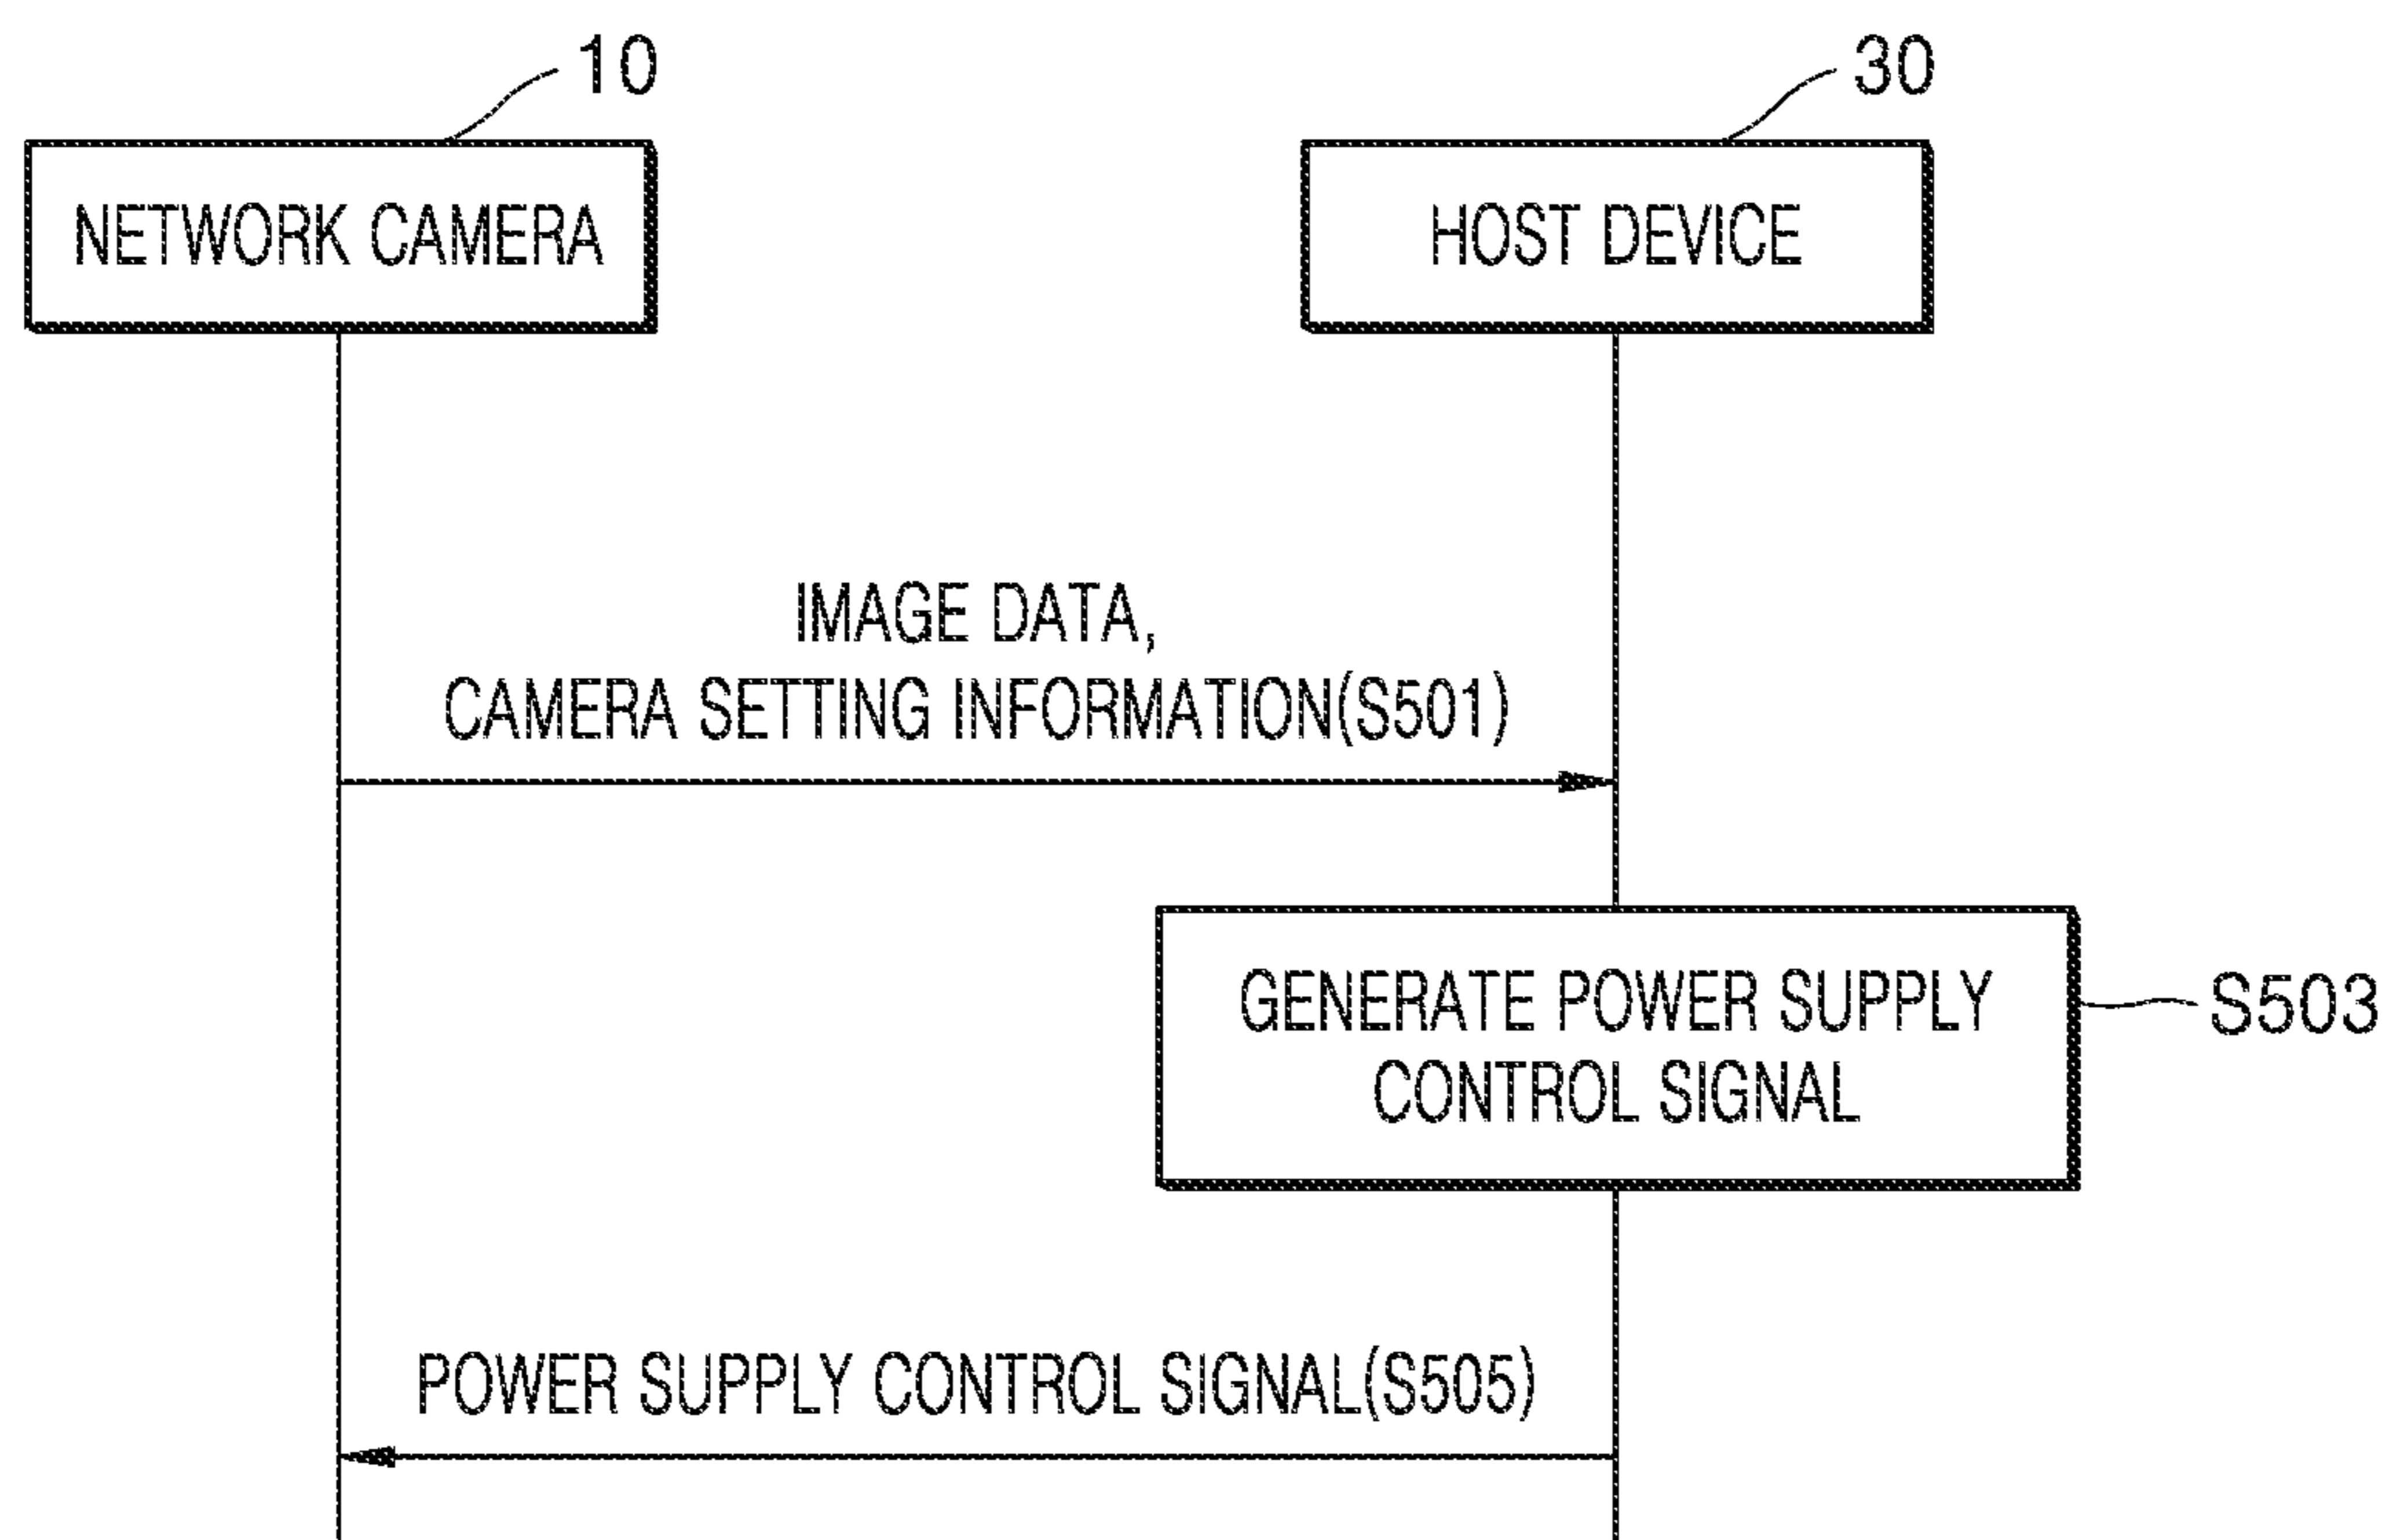 10
30
NETWORK CAMERA
HOST DEVICE
IMAGE DATA,
CAMERA SETTING INFORMATION(S501)
GENERATE POWER SUPPLY
CONTROL SIGNAL
S503
POWER SUPPLY CONTROL SIGNAL(S505)